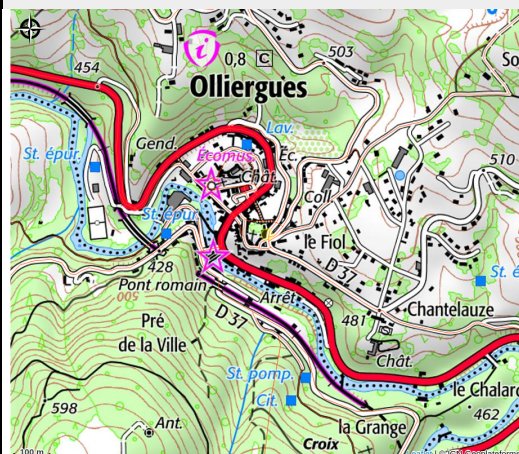 i
0,8 C
503
So
454
Olliergues
Gend.
Lav.
Éc.
Écomus.
St. épur.
Chât.
510
Coll.
St. épur.
le Fiol
428
D 37
St. é
Pont romain
500
Arrêt
Chantelauze
D 37
481
Pré
de la Ville
Chât.
St. pomp.
Cit.
le Chalard
598
462
Ant.
la Grange
Croix
100 m